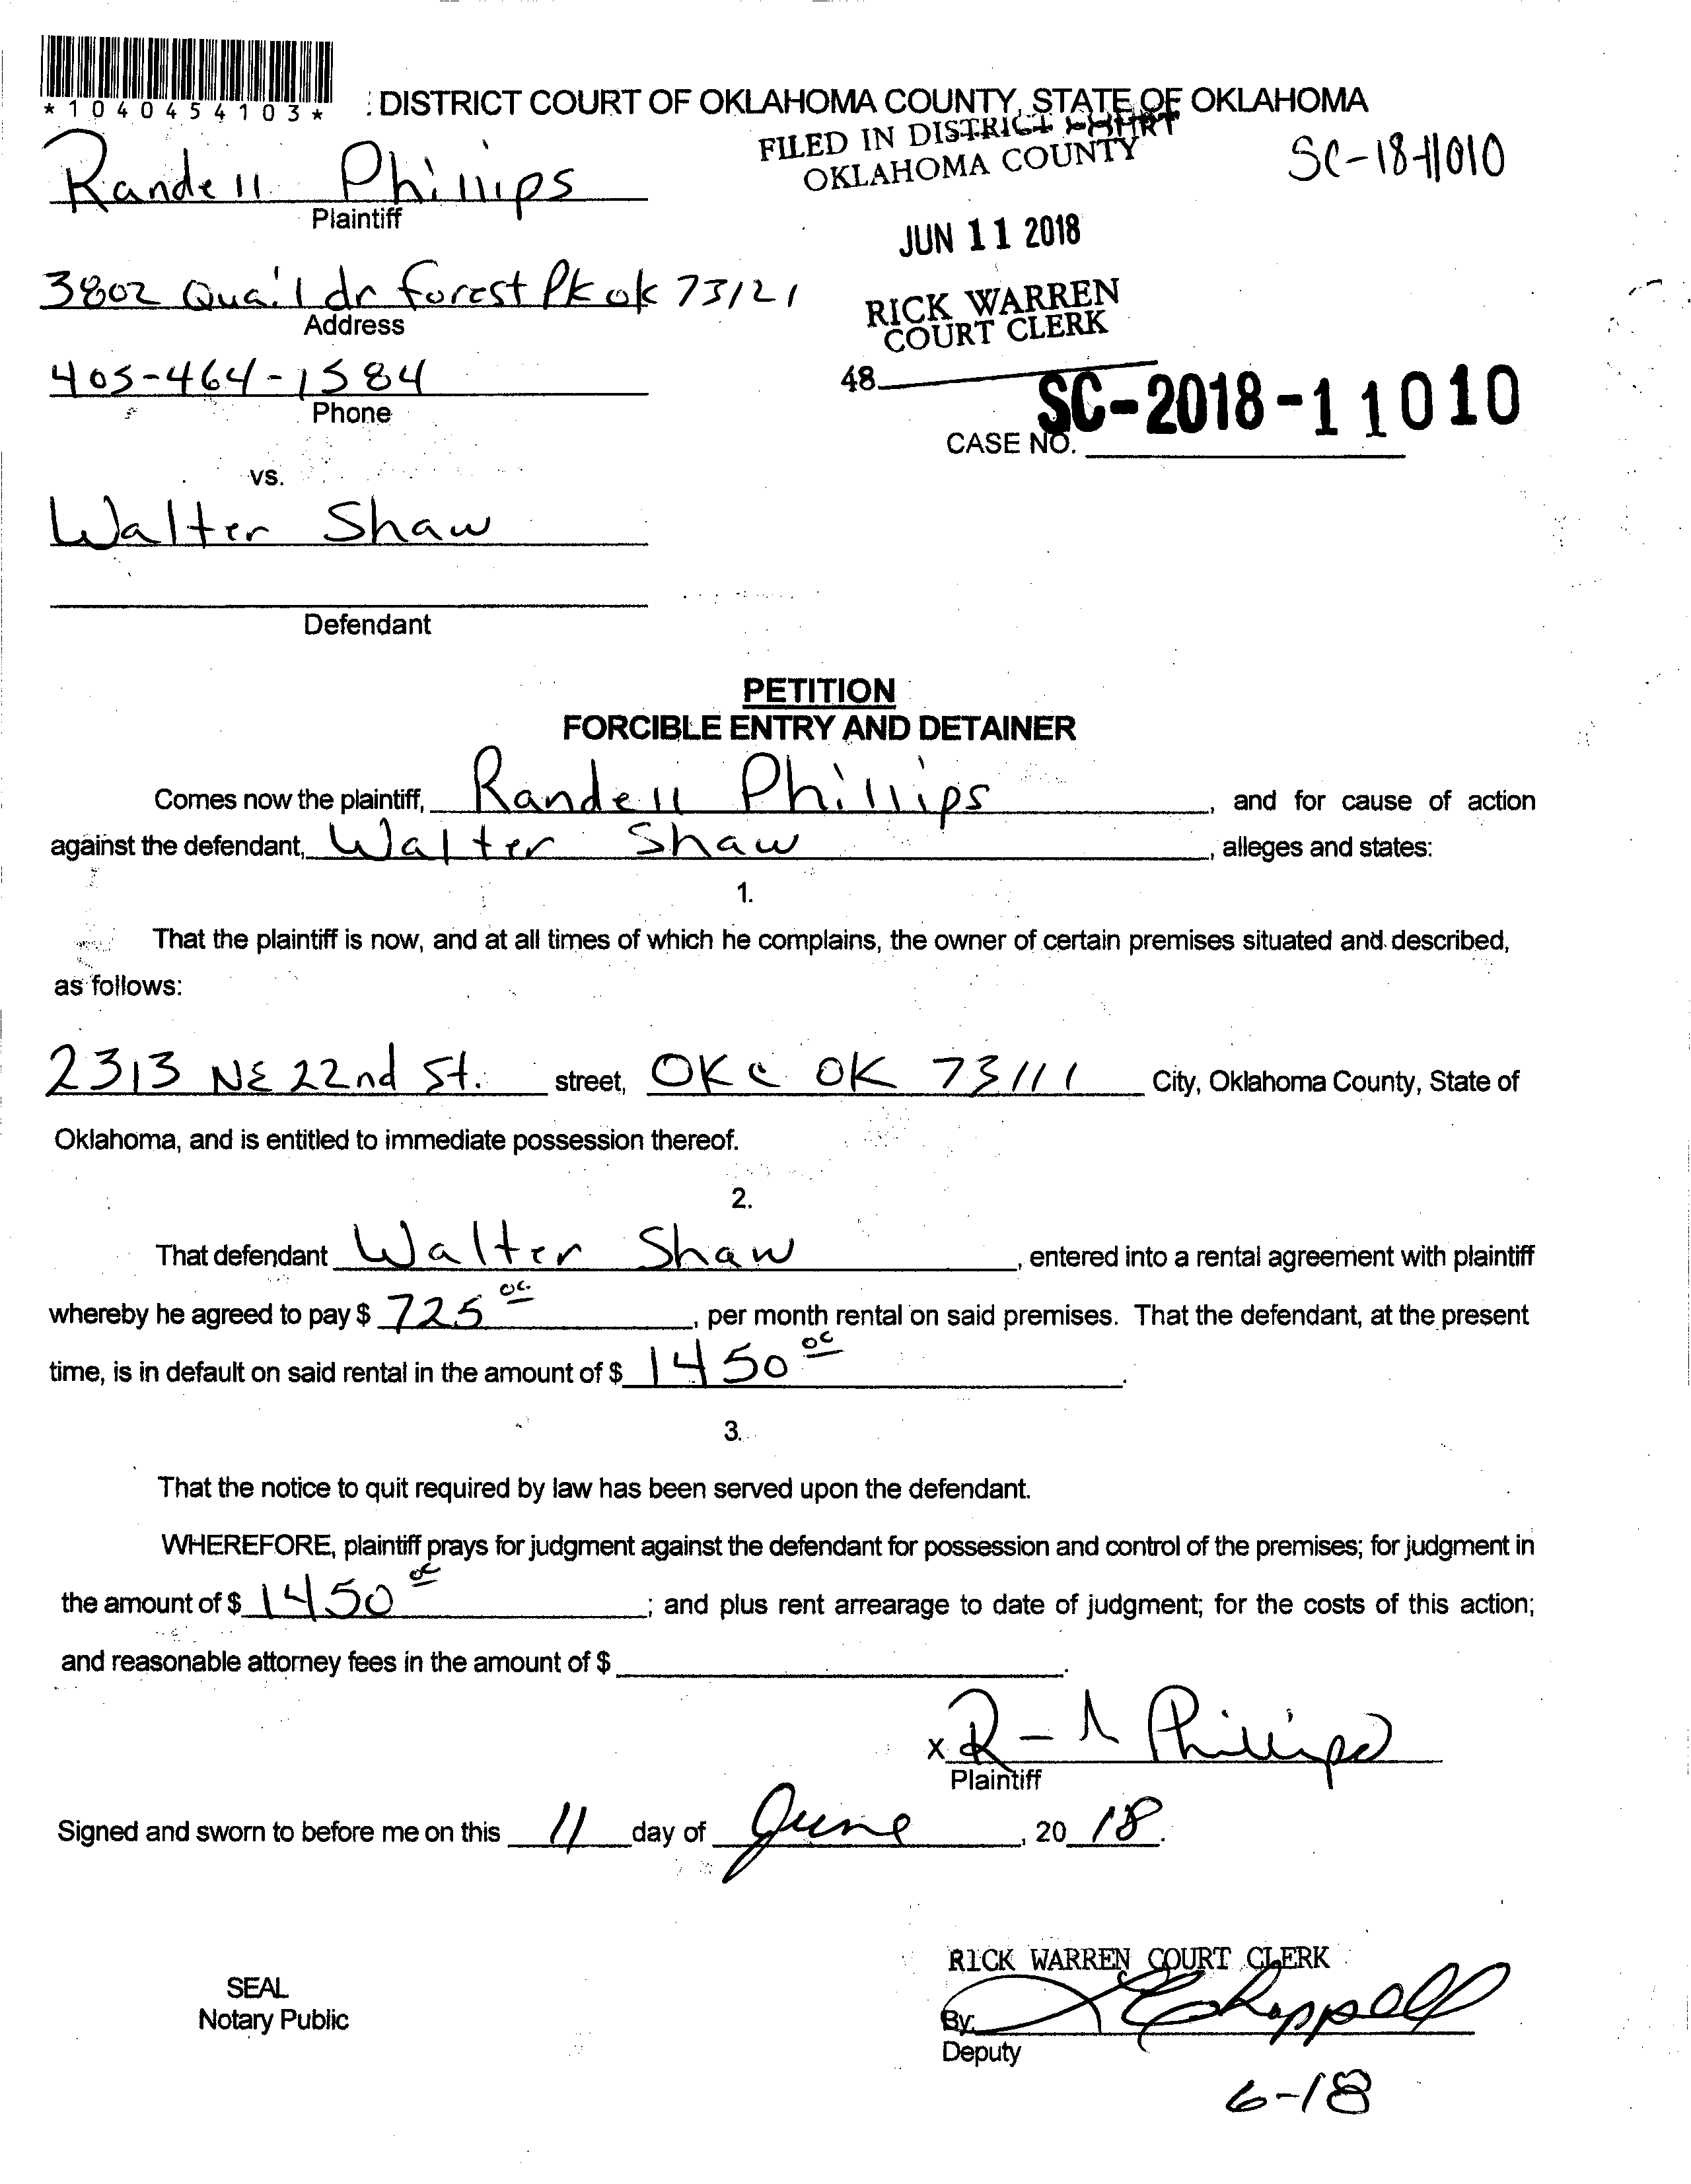 *1040454103*
DISTRICT COURT OF OKLAHOMA COUNTY, STATE OF OKLAHOMA
FILED IN DISTRICT COURT
OKLAHOMA COUNTY
SC-18-11010
Randell Phillips
Plaintiff
JUN 11 2018
3802 Quail dr forest Pk ok 73121
Address
RICK WARREN
COURT CLERK
405-464-1584
Phone
48
SC-2018-11010
CASE NO.
vs.
Walter Shaw
Defendant
PETITION
FORCIBLE ENTRY AND DETAINER
Comes now the plaintiff, Randell Phillips, and for cause of action
against the defendant, Walter Shaw, alleges and states:
1.
That the plaintiff is now, and at all times of which he complains, the owner of certain premises situated and described,
as follows:
2313 NE 22nd St. street, OKC OK 73111 City, Oklahoma County, State of
Oklahoma, and is entitled to immediate possession thereof.
2.
That defendant Walter Shaw, entered into a rental agreement with plaintiff
whereby he agreed to pay $ 725 00, per month rental on said premises. That the defendant, at the present
time, is in default on said rental in the amount of $ 1450 00.
3.
That the notice to quit required by law has been served upon the defendant.
WHEREFORE, plaintiff prays for judgment against the defendant for possession and control of the premises; for judgment in
the amount of $ 1450 00; and plus rent arrearage to date of judgment; for the costs of this action;
and reasonable attorney fees in the amount of $ .
x R Phillips
Plaintiff
Signed and sworn to before me on this 11 day of June, 20 18.
RICK WARREN COURT CLERK
SEAL
Notary Public
By: Chappell
Deputy
6-18